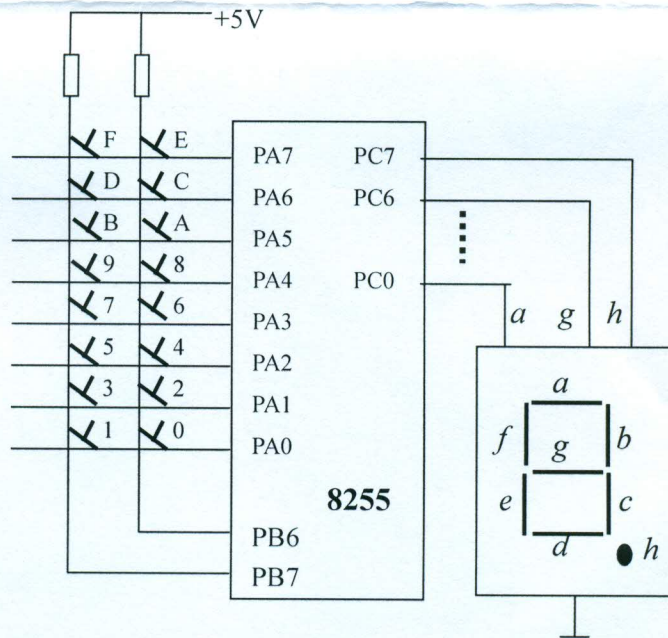 +5V
F E PA7 PC7
D C PA6 PC6
B A PA5
9 8 PA4 PC0
7 6 PA3
a g h
5 4 PA2
a
3 2 PA1
f g b
1 0 PA0
8255
e c
PB6
d h
PB7